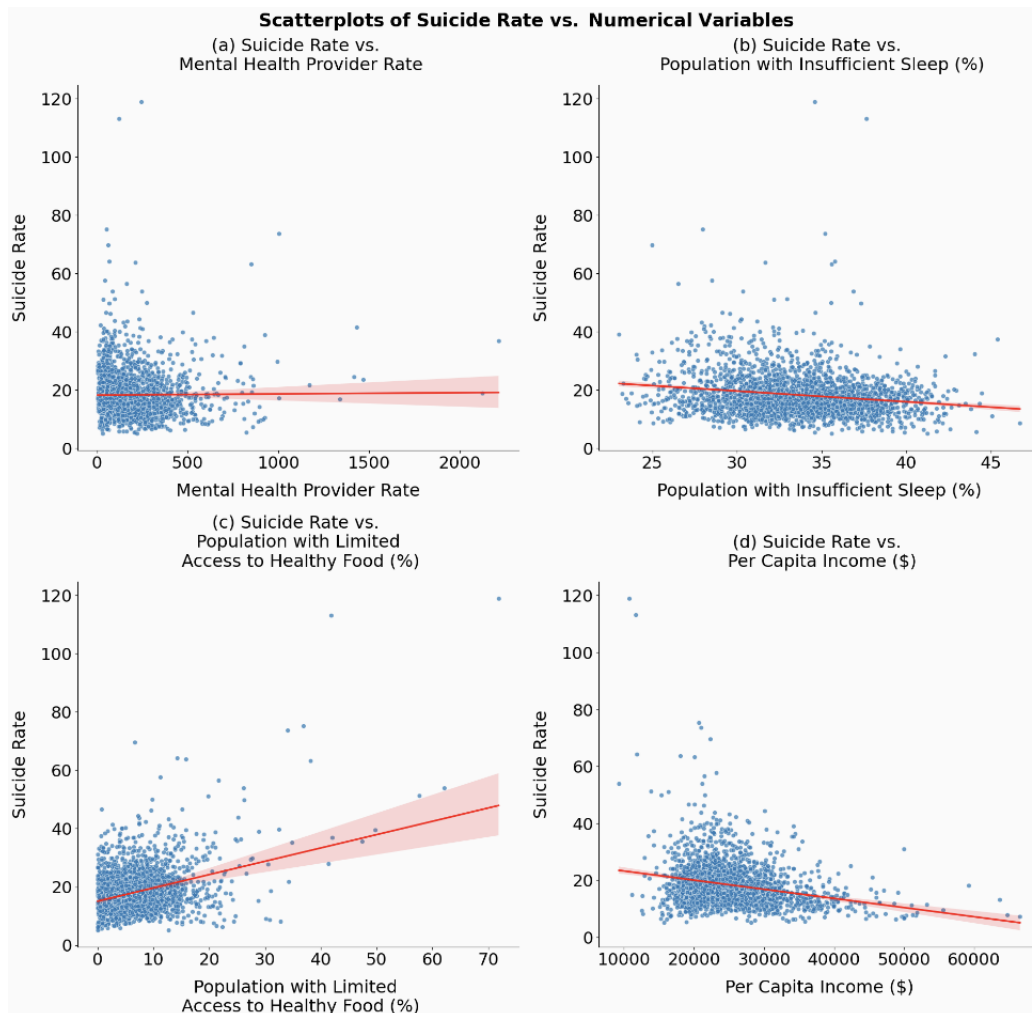 Scatterplots of Suicide Rate vs. Numerical Variables
(a) Suicide Rate vs.
Mental Health Provider Rate
120
100
80
60
40
20
0
Suicide Rate
0 500 1000 1500 2000
Mental Health Provider Rate
(b) Suicide Rate vs.
Population with Insufficient Sleep (%)
120
100
80
60
40
20
0
Suicide Rate
25 30 35 40 45
Population with Insufficient Sleep (%)
(c) Suicide Rate vs.
Population with Limited
Access to Healthy Food (%)
120
100
80
60
40
20
0
Suicide Rate
0 10 20 30 40 50 60 70
Population with Limited
Access to Healthy Food (%)
(d) Suicide Rate vs.
Per Capita Income ($)
120
100
80
60
40
20
0
Suicide Rate
10000 20000 30000 40000 50000 60000
Per Capita Income ($)